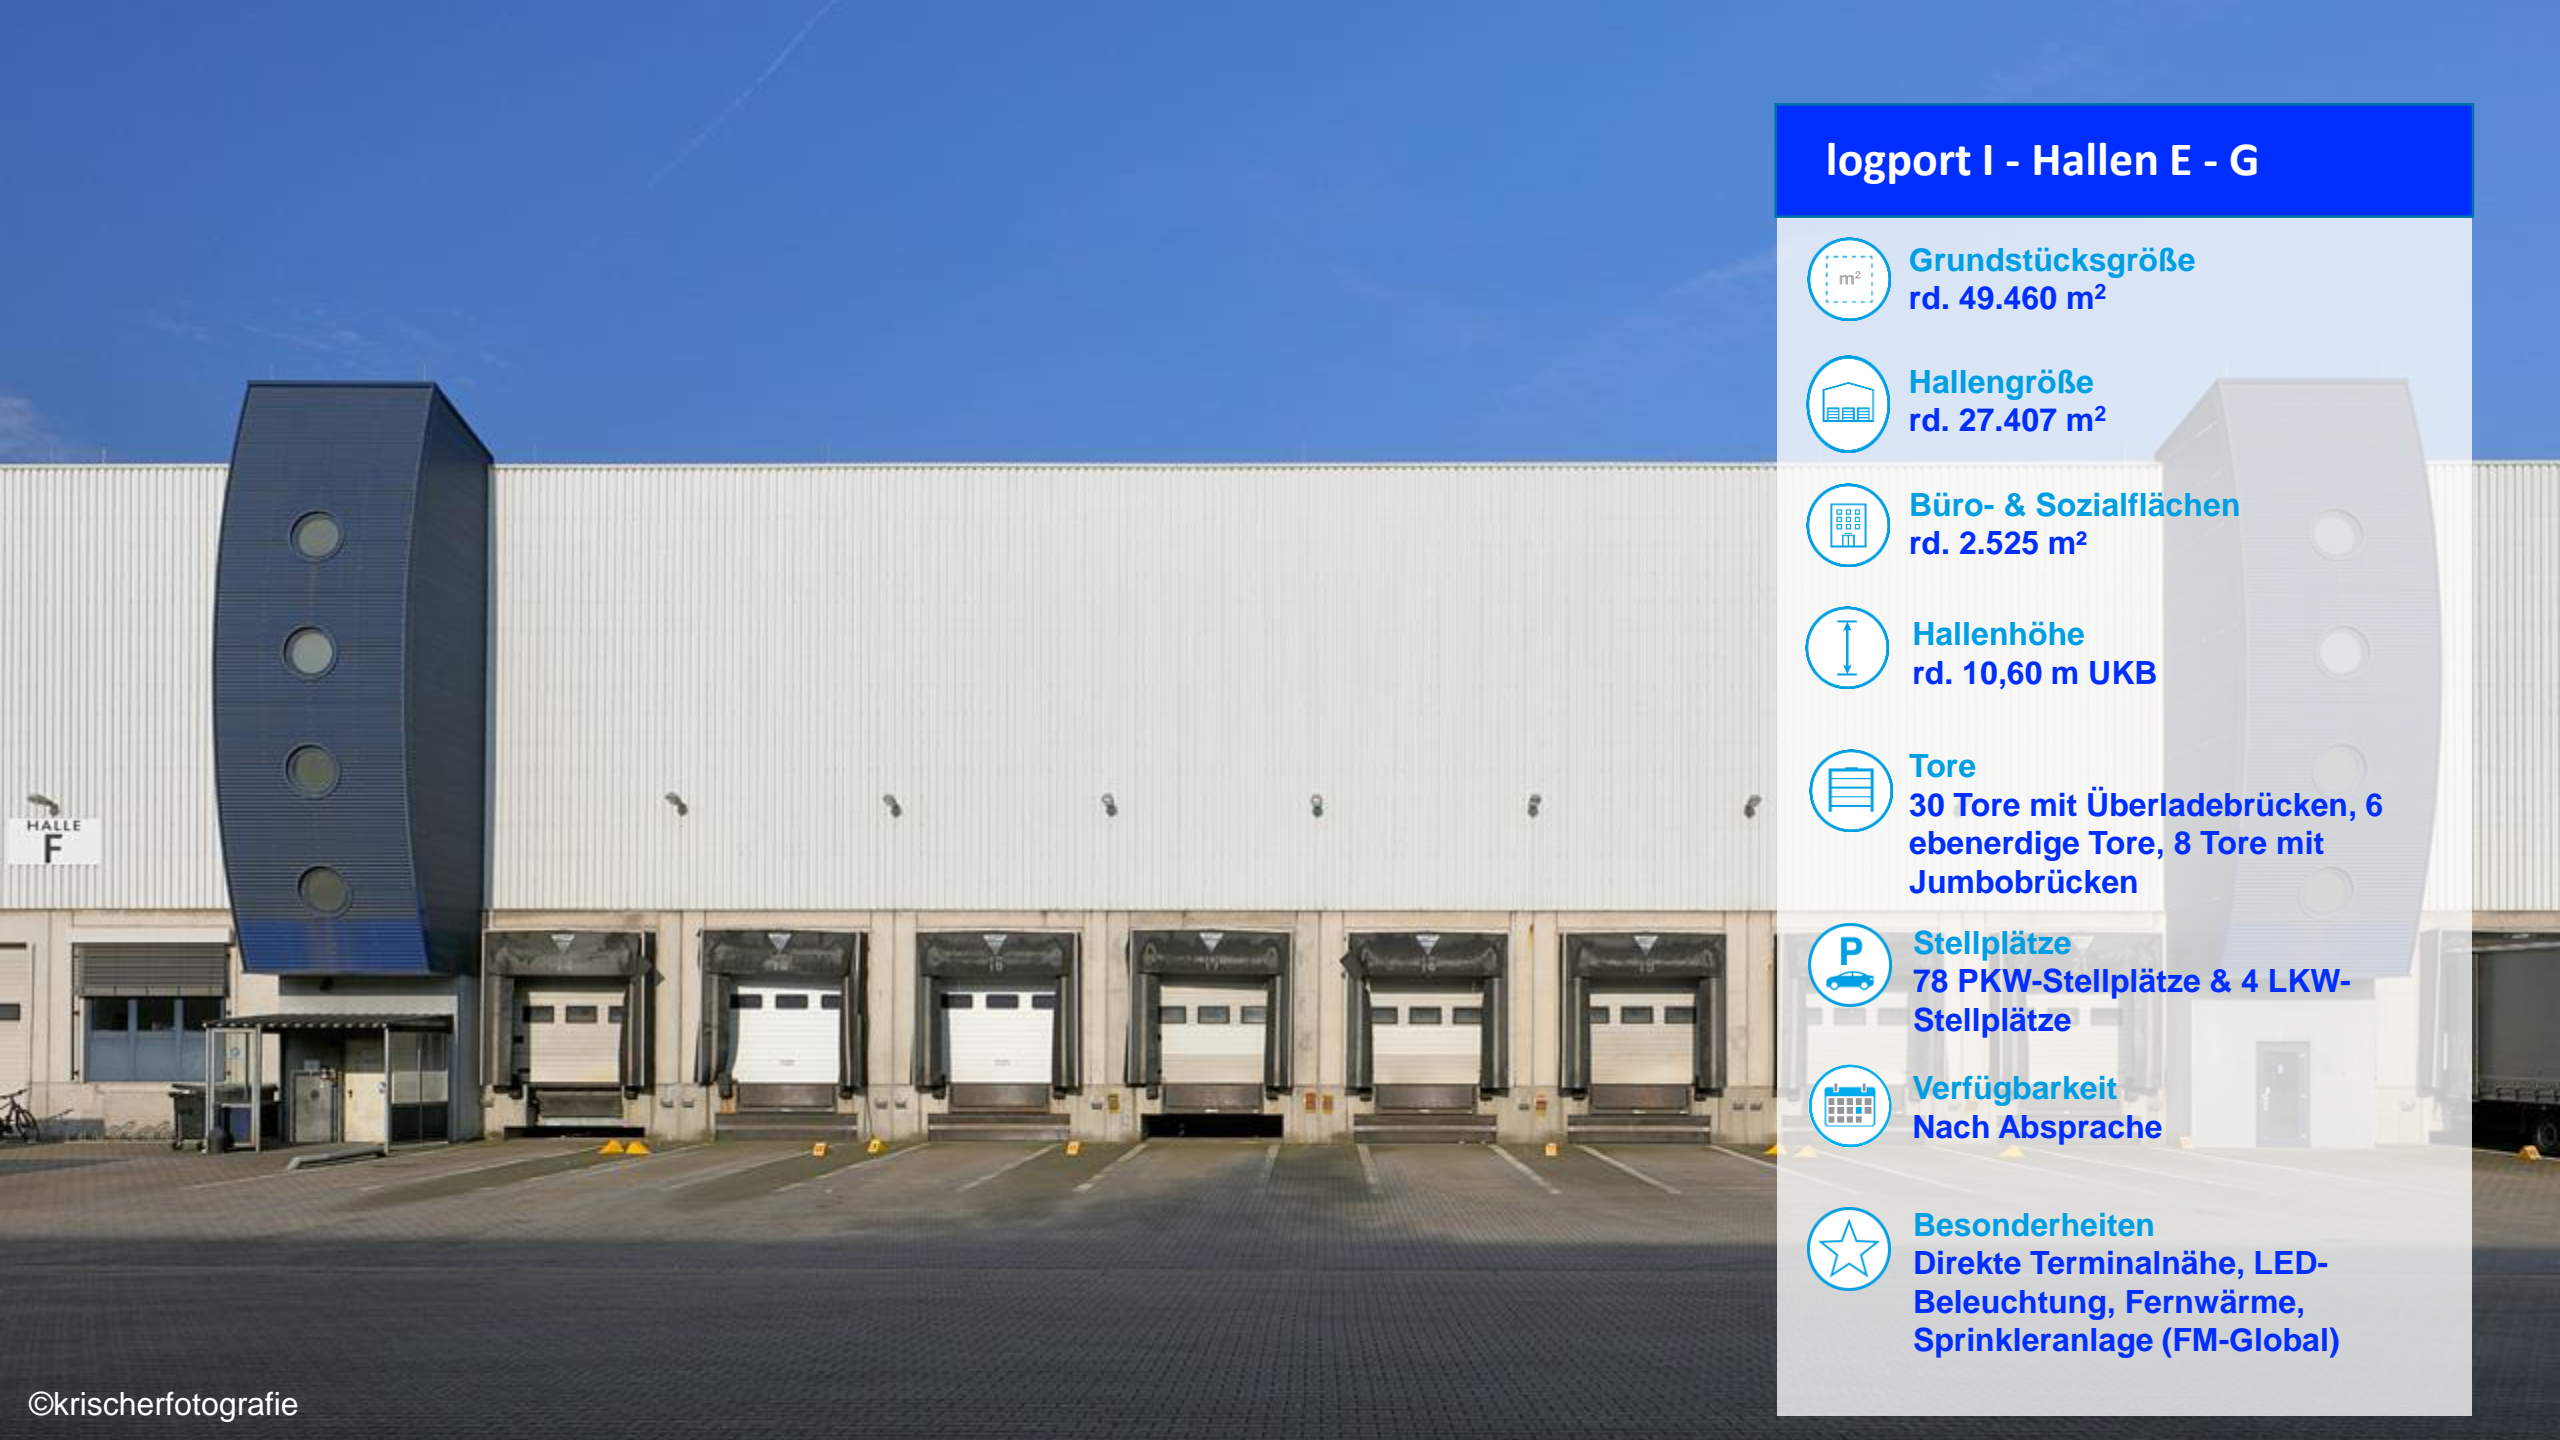 logport I - Hallen E - G
m²
Grundstücksgröße
rd. 49.460 m²
Hallengröße
rd. 27.407 m²
Büro- & Sozialflächen
rd. 2.525 m²
Hallenhöhe
rd. 10,60 m UKB
Tore
30 Tore mit Überladebrücken, 6
ebenerdige Tore, 8 Tore mit
Jumbobrücken
P
Stellplätze
78 PKW-Stellplätze & 4 LKW-
Stellplätze
Verfügbarkeit
Nach Absprache
Besonderheiten
Direkte Terminalnähe, LED-
Beleuchtung, Fernwärme,
Sprinkleranlage (FM-Global)
HALLE
F
16
©krischerfotografie